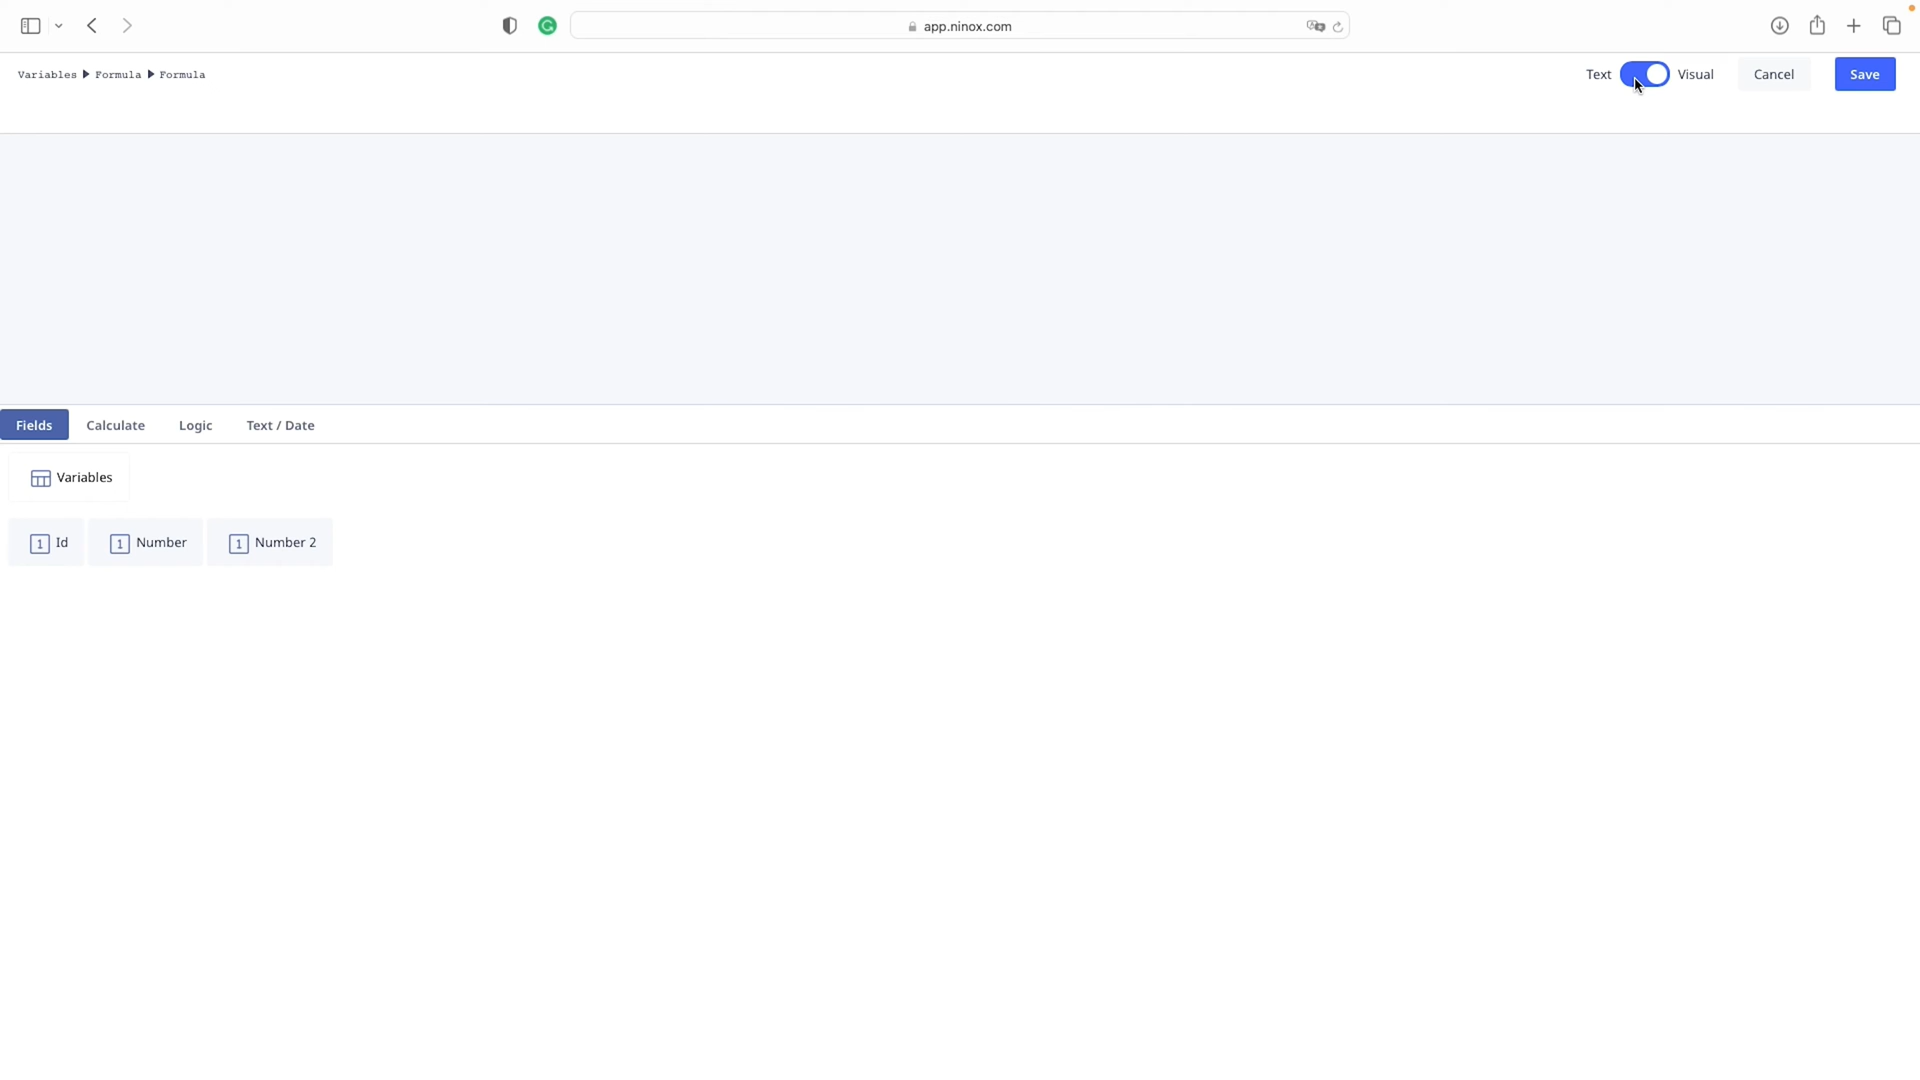 app.ninox.com
Variables Formula Formula
Text Visual Cancel Save
Fields Calculate Logic Text / Date
Variables
1 Id 1 Number 1 Number 2